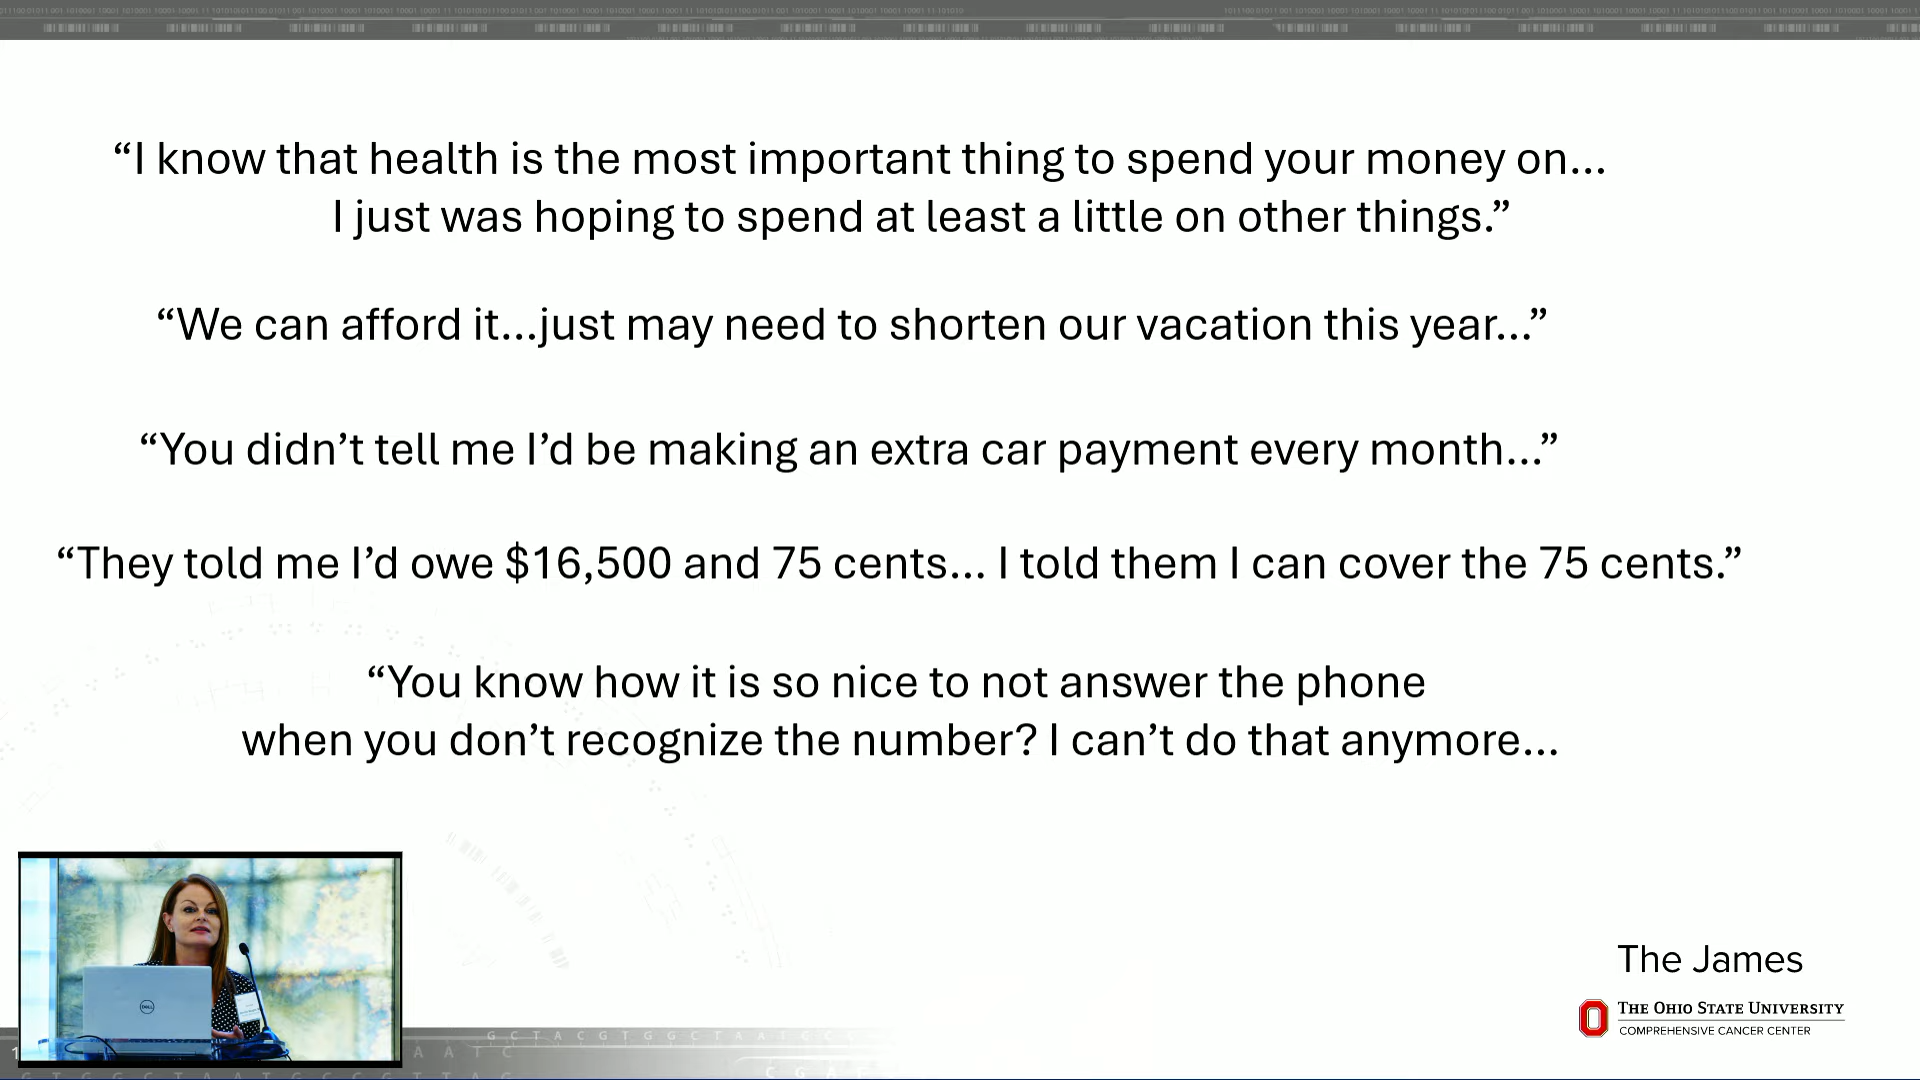 “I know that health is the most important thing to spend your money on…
I just was hoping to spend at least a little on other things.”
“We can afford it…just may need to shorten our vacation this year…”
“You didn’t tell me I’d be making an extra car payment every month…”
“They told me I’d owe $16,500 and 75 cents… I told them I can cover the 75 cents.”
“You know how it is so nice to not answer the phone
when you don’t recognize the number? I can’t do that anymore…
The James
The Ohio State University
COMPREHENSIVE CANCER CENTER
DELL
G C T A C G T G G C T A A T G C C C
A A T C
G T G G C T A A T G C C G T T A G
C G A T